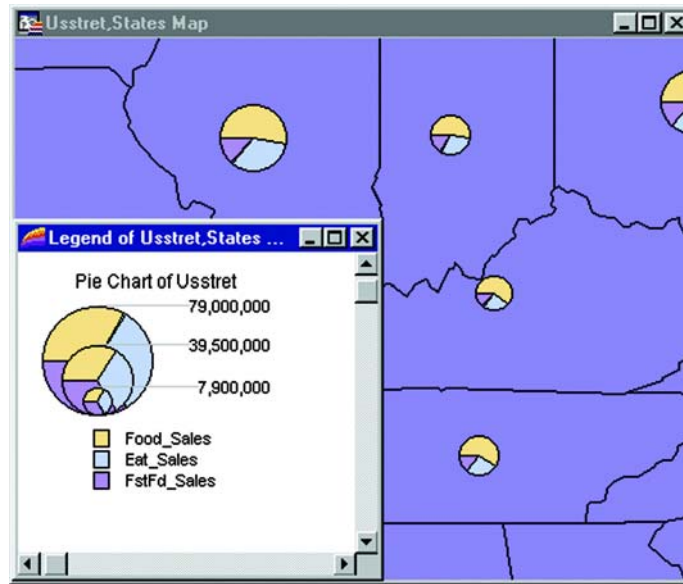 Usstret,States Map
Legend of Usstret,States ...
Pie Chart of Usstret
79,000,000
39,500,000
7,900,000
Food_Sales
Eat_Sales
FstFd_Sales